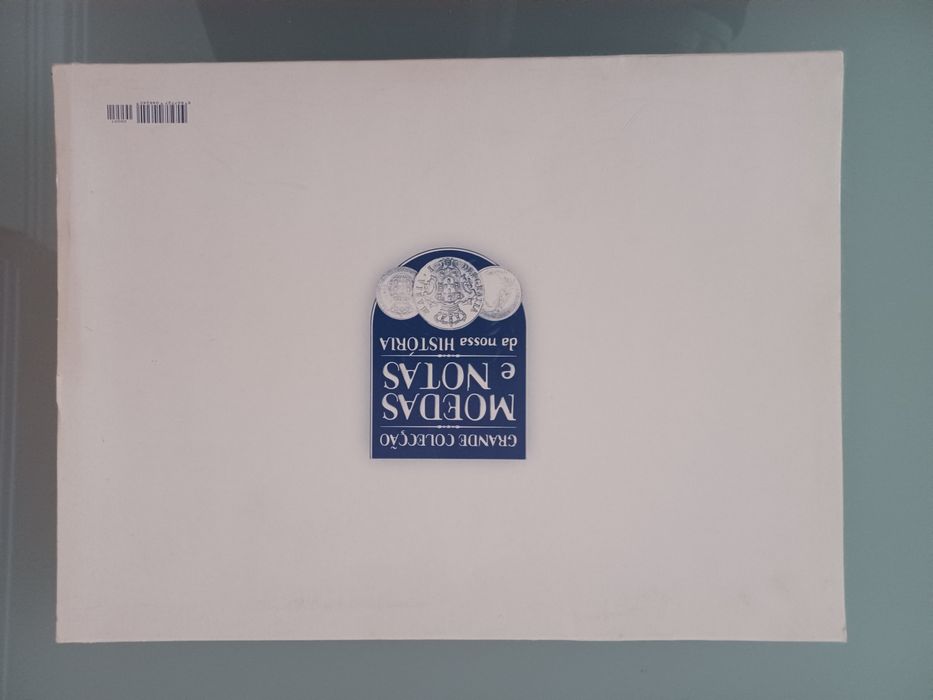 GRANDE COLECÇÃO
MOEDAS
e NOTAS
da nossa HISTÓRIA